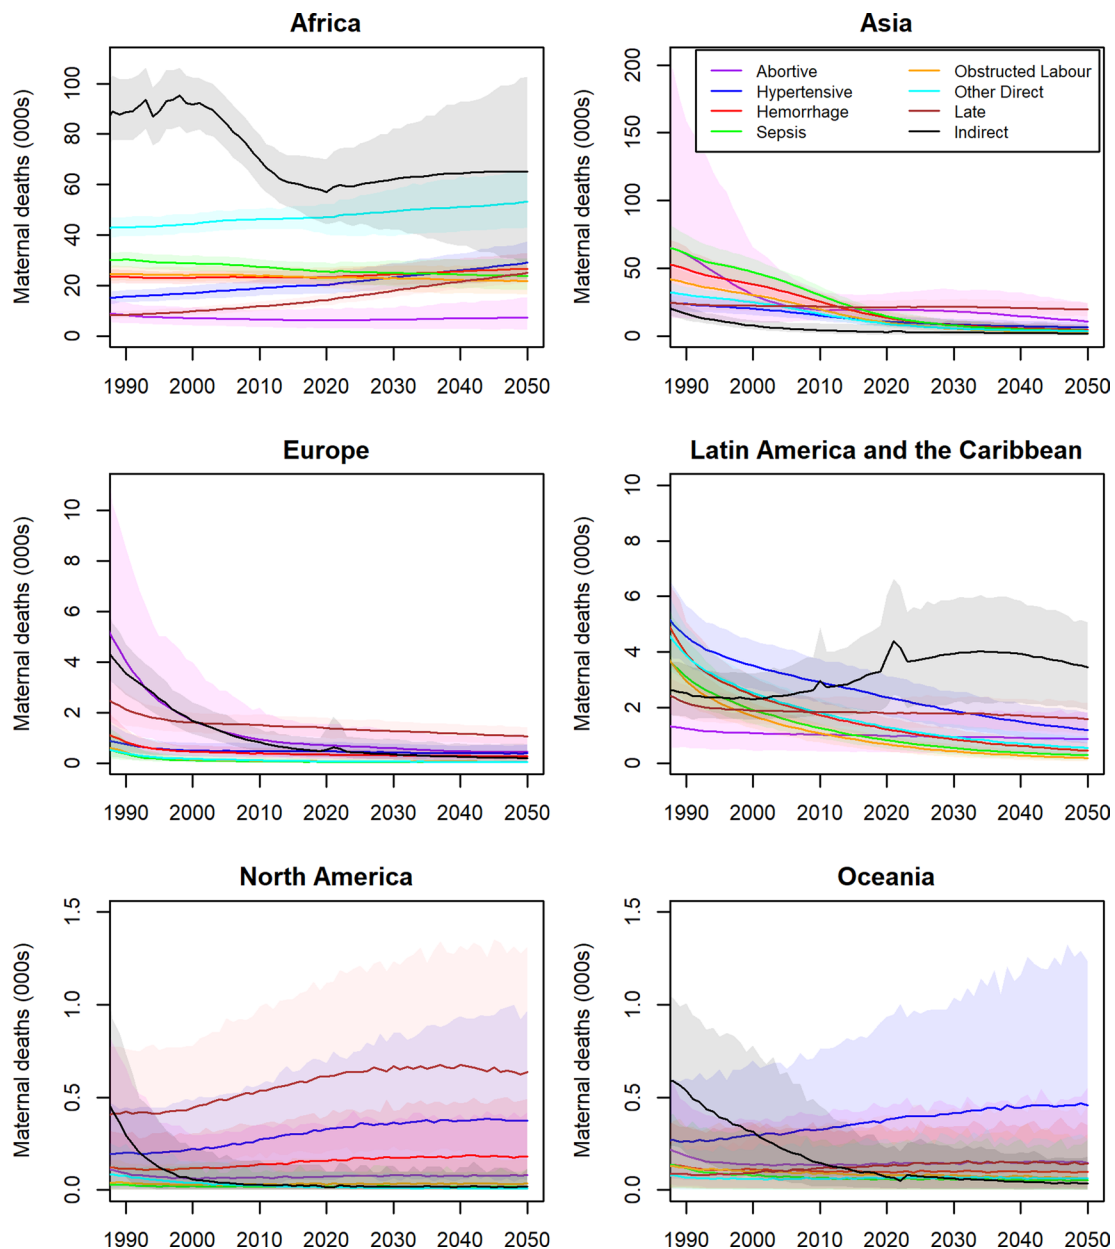 Africa
Maternal deaths (000s)
0 20 40 60 80 100
1990 2000 2010 2020 2030 2040 2050
Asia
Maternal deaths (000s)
0 50 100 150 200
Abortive
Hypertensive
Hemorrhage
Sepsis
Obstructed Labour
Other Direct
Late
Indirect
1990 2000 2010 2020 2030 2040 2050
Europe
Maternal deaths (000s)
0 2 4 6 8 10
1990 2000 2010 2020 2030 2040 2050
Latin America and the Caribbean
Maternal deaths (000s)
0 2 4 6 8 10
1990 2000 2010 2020 2030 2040 2050
North America
Maternal deaths (000s)
0.0 0.5 1.0 1.5
1990 2000 2010 2020 2030 2040 2050
Oceania
Maternal deaths (000s)
0.0 0.5 1.0 1.5
1990 2000 2010 2020 2030 2040 2050